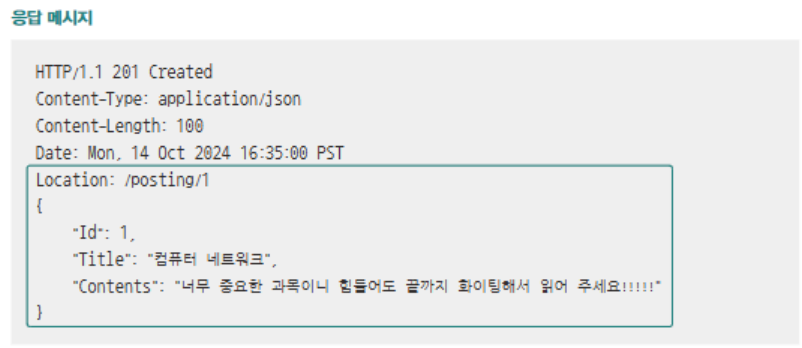 응답 메시지
HTTP/1.1 201 Created
Content-Type: application/json
Content-Length: 100
Date: Mon, 14 Oct 2024 16:35:00 PST
Location: /posting/1
{
"Id": 1,
"Title": "컴퓨터 네트워크",
"Contents": "너무 중요한 과목이니 힘들어도 끝까지 화이팅해서 읽어 주세요!!!!!"
}